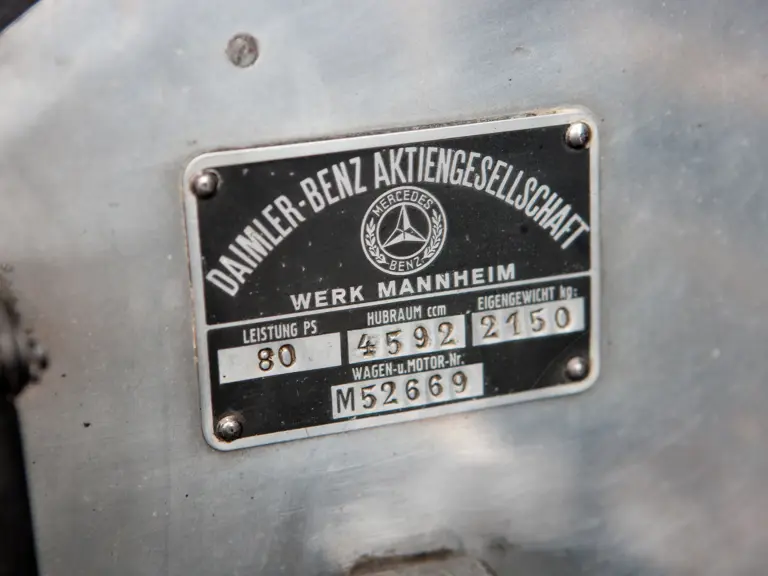 DAIMLER-BENZ AKTIENGESELLSCHAFT
MERCEDES
BENZ
WERK MANNHEIM
LEISTUNG PS HUBRAUM ccm EIGENGEWICHT kg:
80 4592 2150
WAGEN-u.MOTOR-Nr.
M52669